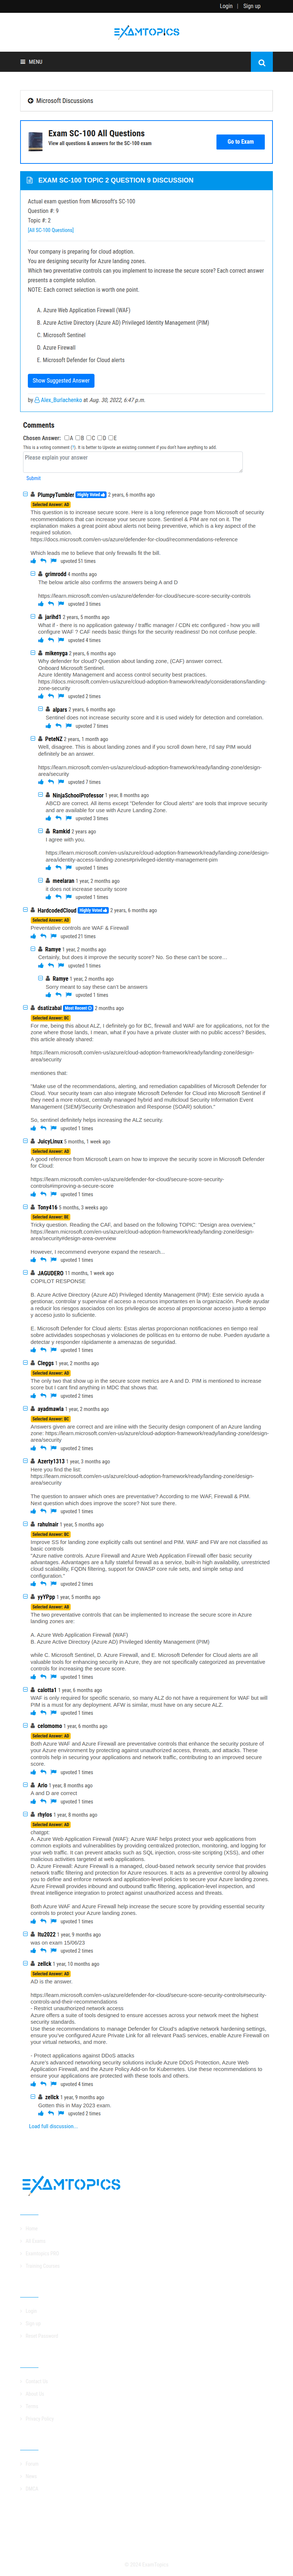 Login | Sign up
EXAMTOPICS
MENU
Microsoft Discussions
Exam SC-100 All Questions
View all questions & answers for the SC-100 exam
Go to Exam
EXAM SC-100 TOPIC 2 QUESTION 9 DISCUSSION
Actual exam question from Microsoft's SC-100
Question #: 9
Topic #: 2
[All SC-100 Questions]
Your company is preparing for cloud adoption.
You are designing security for Azure landing zones.
Which two preventative controls can you implement to increase the secure score? Each correct answer
presents a complete solution.
NOTE: Each correct selection is worth one point.
A. Azure Web Application Firewall (WAF)
B. Azure Active Directory (Azure AD) Privileged Identity Management (PIM)
C. Microsoft Sentinel
D. Azure Firewall
E. Microsoft Defender for Cloud alerts
Show Suggested Answer
by Alex_Burlachenko at Aug. 30, 2022, 6:47 p.m.
Comments
Chosen Answer: A B C D E
This is a voting comment (?). It is better to Upvote an existing comment if you don't have anything to add.
Please explain your answer
Submit
PlumpyTumbler Highly Voted 2 years, 6 months ago
Selected Answer: AD
This question is about how to increase secure score. Here is a long reference page from Microsoft of security
recommendations that can increase your secure score. Sentinel & PIM are not on it. The
explanation makes a great point about alerts not being preventive, which is key to this aspect of the required
solution.
https://docs.microsoft.com/en-us/azure/defender-for-cloud/recommendations-reference
Which leads me to believe that only firewalls fit the bill.
upvoted 51 times
grimrodd 4 months ago
The below article also confirms the answers being A and D
https://learn.microsoft.com/en-us/azure/defender-for-cloud/secure-score-security-controls
upvoted 3 times
jarihd1 2 years, 5 months ago
What if - there is no application gateway / traffic manager / CDN etc configured - how you will
configure WAF ? CAF needs basic things for the security readiness! Do not confuse people.
upvoted 4 times
mikenyga 2 years, 6 months ago
Why defender for cloud? Question about landing zone, (CAF) answer correct.
Onboard Microsoft Sentinel.
Azure Identity Management and access control security best practices.
https://docs.microsoft.com/en-us/azure/cloud-adoption-framework/ready/considerations/landing-
zone-security
upvoted 2 times
alpars 2 years, 6 months ago
Sentinel does not increase security score and it is used widely for detection and correlation.
upvoted 7 times
PeteNZ 2 years, 1 month ago
Well, disagree. This is about landing zones and if you scroll down here, I'd say PIM would
definitely be an answer.
https://learn.microsoft.com/en-us/azure/cloud-adoption-framework/ready/landing-zone/design-
area/security
upvoted 7 times
NinjaSchoolProfessor 1 year, 8 months ago
ABCD are correct. All items except "Defender for Cloud alerts" are tools that improve security
and are available for use with Azure Landing Zone.
upvoted 3 times
Ramkid 2 years ago
I agree with you.
https://learn.microsoft.com/en-us/azure/cloud-adoption-framework/ready/landing-zone/design-
area/identity-access-landing-zones#privileged-identity-management-pim
upvoted 1 times
meelaran 1 year, 2 months ago
it does not increase security score
upvoted 1 times
HardcodedCloud Highly Voted 2 years, 6 months ago
Selected Answer: AD
Preventative controls are WAF & Firewall
upvoted 21 times
Ramye 1 year, 2 months ago
Certainly, but does it improve the security score? No. So these can't be score...
upvoted 1 times
Ramye 1 year, 2 months ago
Sorry meant to say these can't be answers
upvoted 1 times
dsatizabal Most Recent 2 months ago
Selected Answer: BC
For me, being this about ALZ, I definitely go for BC, firewall and WAF are for applications, not for the zone
where those should reside, I mean, what if you have a private cluster with no public access? Besides,
this article already shared:
https://learn.microsoft.com/en-us/azure/cloud-adoption-framework/ready/landing-zone/design-
area/security
mentions that:
"Make use of the recommendations, alerting, and remediation capabilities of Microsoft Defender for
Cloud. Your security team can also integrate Microsoft Defender for Cloud into Microsoft Sentinel if
they need a more robust, centrally managed hybrid and multicloud Security Information Event
Management (SIEM)/Security Orchestration and Response (SOAR) solution."
So, sentinel definitely helps increasing the ALZ security.
upvoted 1 times
JuicyLinux 5 months, 1 week ago
Selected Answer: AD
A good reference from Microsoft Learn on how to improve the security score in Microsoft Defender
For Cloud:
https://learn.microsoft.com/en-us/azure/defender-for-cloud/secure-score-security-
controls#improving-a-secure-score
upvoted 1 times
Tony416 5 months, 3 weeks ago
Selected Answer: BE
Tricky question. Reading the CAF, and based on the following TOPIC: "Design area overview,"
https://learn.microsoft.com/en-us/azure/cloud-adoption-framework/ready/landing-zone/design-
area/security#design-area-overview
However, I recommend everyone expand the research...
upvoted 1 times
JAGUDERO 11 months, 1 week ago
COPILOT RESPONSE
B. Azure Active Directory (Azure AD) Privileged Identity Management (PIM): Este servicio ayuda a
gestionar, controlar y supervisar el acceso a recursos importantes en la organización. Puede ayudar
a reducir los riesgos asociados con los privilegios de acceso al proporcionar acceso justo a tiempo
y acceso justo lo suficiente.
E. Microsoft Defender for Cloud alerts: Estas alertas proporcionan notificaciones en tiempo real
sobre actividades sospechosas y violaciones de políticas en tu entorno de seguridad. Pueden ayudarte a
detectar y responder rápidamente a las amenazas de seguridad.
upvoted 1 times
Cleggs 1 year, 2 months ago
Selected Answer: AD
The only two that show up in the secure score metrics are A and D. PIM is mentioned to increase
score but I cant find anything in MDC that shows that.
upvoted 2 times
ayadmawla 1 year, 2 months ago
Selected Answer: BC
Answers given are correct and are inline with the Security design component of an Azure landing
zone: https://learn.microsoft.com/en-us/azure/cloud-adoption-framework/ready/landing-zone/design-
area/security
upvoted 2 times
Azerty1313 1 year, 3 months ago
Here you find the list:
https://learn.microsoft.com/en-us/azure/cloud-adoption-framework/ready/landing-zone/design-
area/security
The question to answer which ones are preventative? According to me WAF, Firewall & PIM.
Next question which does improve the score? Not sure there.
upvoted 1 times
rahulnair 1 year, 5 months ago
Selected Answer: BC
Improve SS for landing zone explicitly calls out sentinel and PIM. WAF and FW are not classified as
basic controls
"Azure native controls. Azure Firewall and Azure Web Application Firewall offer basic security
advantages. Advantages are a fully stateful firewall as a service, built-in high availability, unrestricted
cloud scalability, FQDN filtering, support for OWASP core rule sets, and simple setup and
configuration."
upvoted 2 times
yyYPpp 1 year, 5 months ago
Selected Answer: AB
The two preventative controls that can be implemented to increase the secure score in Azure
landing zones are:
A. Azure Web Application Firewall (WAF)
B. Azure Active Directory (Azure AD) Privileged Identity Management (PIM)
while C. Microsoft Sentinel, D. Azure Firewall, and E. Microsoft Defender for Cloud alerts are all
valuable tools for enhancing security in Azure, they are not specifically categorized as preventative
controls for increasing the secure score.
upvoted 1 times
calotta1 1 year, 6 months ago
WAF is only required for specific scenario, so many ALZ do not have a requirement for WAF but will
PIM is a must for any deployment. AFW is similar, must have on any secure ALZ.
upvoted 1 times
celomomo 1 year, 6 months ago
Selected Answer: AD
Both Azure WAF and Azure Firewall are preventative controls that enhance the security posture of
your Azure environment by protecting against unauthorized access, threats, and attacks. These
controls help in securing your applications and network traffic, contributing to an improved secure
score.
upvoted 1 times
Ario 1 year, 8 months ago
A and D are correct
upvoted 1 times
rhylos 1 year, 8 months ago
Selected Answer: AD
chatgpt:
A. Azure Web Application Firewall (WAF): Azure WAF helps protect your web applications from
common exploits and vulnerabilities by providing centralized protection, monitoring, and logging for
your web traffic. It can prevent attacks such as SQL injection, cross-site scripting (XSS), and other
malicious activities targeted at web applications.
D. Azure Firewall: Azure Firewall is a managed, cloud-based network security service that provides
network traffic filtering and protection for Azure resources. It acts as a preventive control by allowing
you to define and enforce network and application-level policies to secure your Azure landing zones.
Azure Firewall provides inbound and outbound traffic filtering, application-level inspection, and
threat intelligence integration to protect against unauthorized access and threats.
Both Azure WAF and Azure Firewall help increase the secure score by providing essential security
controls to protect your Azure landing zones.
upvoted 1 times
Itu2022 1 year, 9 months ago
was on exam 15/06/23
upvoted 2 times
zellck 1 year, 10 months ago
Selected Answer: AD
AD is the answer.
https://learn.microsoft.com/en-us/azure/defender-for-cloud/secure-score-security-controls#security-
controls-and-their-recommendations
- Restrict unauthorized network access
Azure offers a suite of tools designed to ensure accesses across your network meet the highest
security standards.
Use these recommendations to manage Defender for Cloud's adaptive network hardening settings,
ensure you've configured Azure Private Link for all relevant PaaS services, enable Azure Firewall on
your virtual networks, and more.
- Protect applications against DDoS attacks
Azure's advanced networking security solutions include Azure DDoS Protection, Azure Web
Application Firewall, and the Azure Policy Add-on for Kubernetes. Use these recommendations to
ensure your applications are protected with these tools and others.
upvoted 4 times
zellck 1 year, 9 months ago
Gotten this in May 2023 exam.
upvoted 2 times
Load full discussion...
EXAMTOPICS